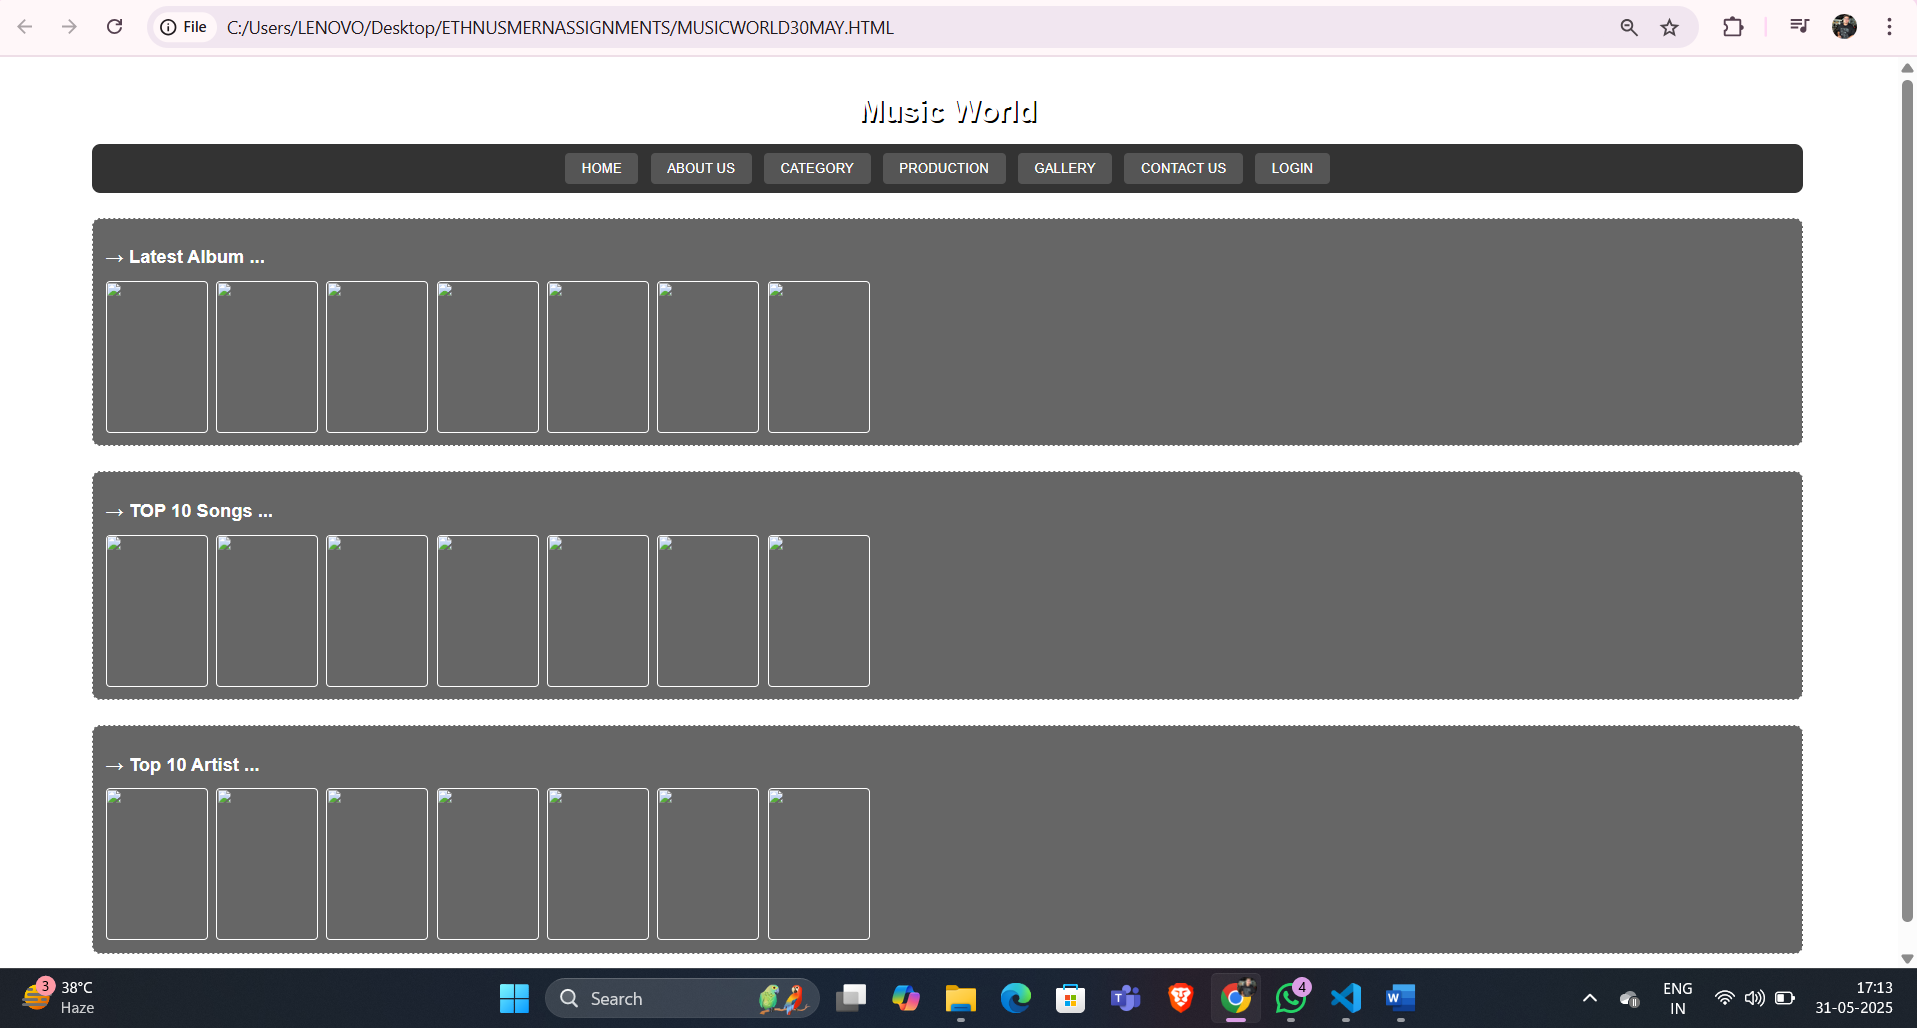 File C:/Users/LENOVO/Desktop/ETHNUSMERNASSIGNMENTS/MUSICWORLD30MAY.HTML
Music World
HOME ABOUT US CATEGORY PRODUCTION GALLERY CONTACT US LOGIN
→ Latest Album ...
→ TOP 10 Songs ...
→ Top 10 Artist ...
3 38°C
Haze
Search
T
4
W
ENG
IN
17:13
31-05-2025